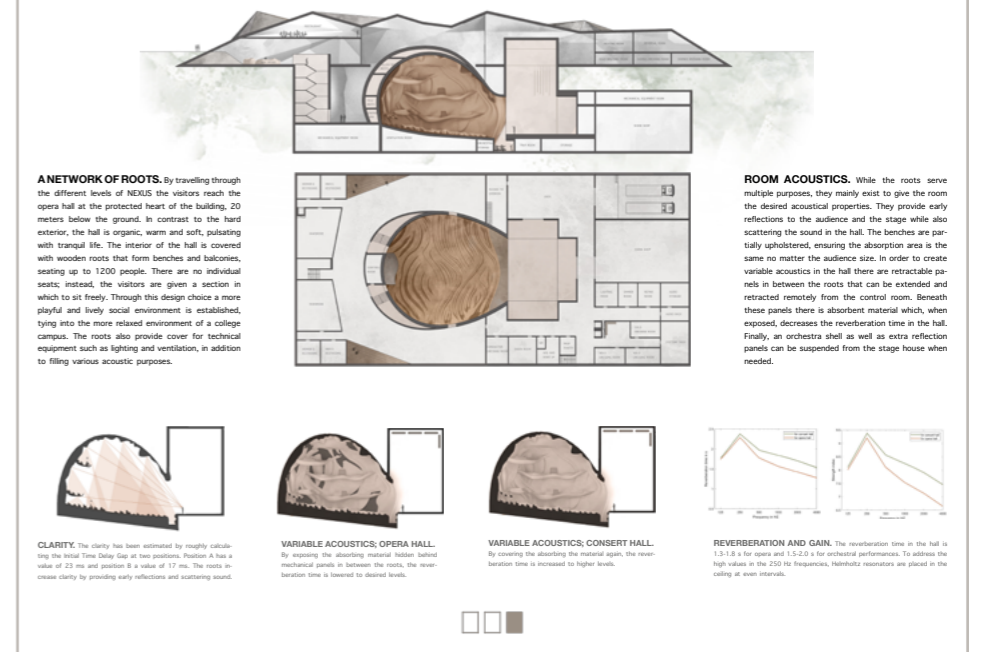 A NETWORK OF ROOTS. By travelling through
the different levels of NEXUS the visitors reach the
opera hall at the protected heart of the building, 20
meters below the ground. In contrast to the hard
exterior, the hall is organic, warm and soft, pulsating
with tranquil life. The interior of the hall is covered
with wooden roots that form benches and balconies,
seating up to 1200 people. There are no individual
seats; instead, the visitors are given a section in
which to sit freely. Through this design choice a more
playful and lively social environment is established,
tying into the more relaxed environment of a college
campus. The roots also provide cover for technical
equipment such as lighting and ventilation, in addition
to filling various acoustic purposes.
ROOM ACOUSTICS. While the roots serve
multiple purposes, they mainly exist to give the room
the desired acoustical properties. They provide early
reflections to the audience and the stage while also
scattering the sound in the hall. The benches are par-
tially upholstered, ensuring the absorption area is the
same no matter the audience size. In order to create
variable acoustics in the hall there are retractable pa-
nels in between the roots that can be extended and
retracted remotely from the control room. Beneath
these panels there is absorbent material which, when
exposed, decreases the reverberation time in the hall.
Finally, an orchestra shell as well as extra reflection
panels can be suspended from the stage house when
needed.
CLARITY. The clarity has been estimated by roughly calcula-
ting the Initial Time Delay Gap at two positions. Position A has a
value of 23 ms and position B a value of 17 ms. The roots in-
crease clarity by providing early reflections and scattering sound.
VARIABLE ACOUSTICS; OPERA HALL.
By exposing the absorbing material hidden behind
mechanical panels in between the roots, the rever-
beration time is lowered to desired levels.
VARIABLE ACOUSTICS; CONSERT HALL.
By covering the absorbing the material again, the rever-
beration time is increased to higher levels.
REVERBERATION AND GAIN. The reverberation time in the hall is
1.3-1.8 s for opera and 1.5-2.0 s for orchestral performances. To address
the high values in the 250 Hz frequencies, Helmholtz resonators are placed in the
ceiling at even intervals.